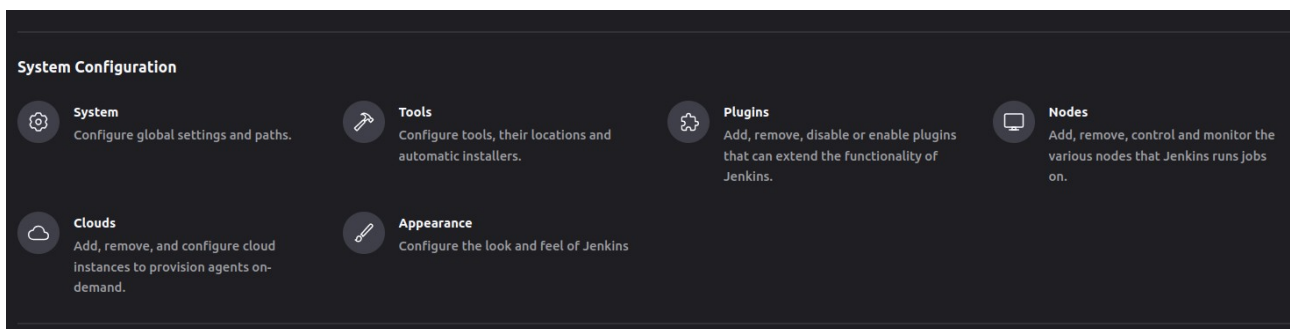 System Configuration
System
Configure global settings and paths.
Tools
Configure tools, their locations and
automatic installers.
Plugins
Add, remove, disable or enable plugins
that can extend the functionality of
Jenkins.
Nodes
Add, remove, control and monitor the
various nodes that Jenkins runs jobs
on.
Clouds
Add, remove, and configure cloud
instances to provision agents on-
demand.
Appearance
Configure the look and feel of Jenkins